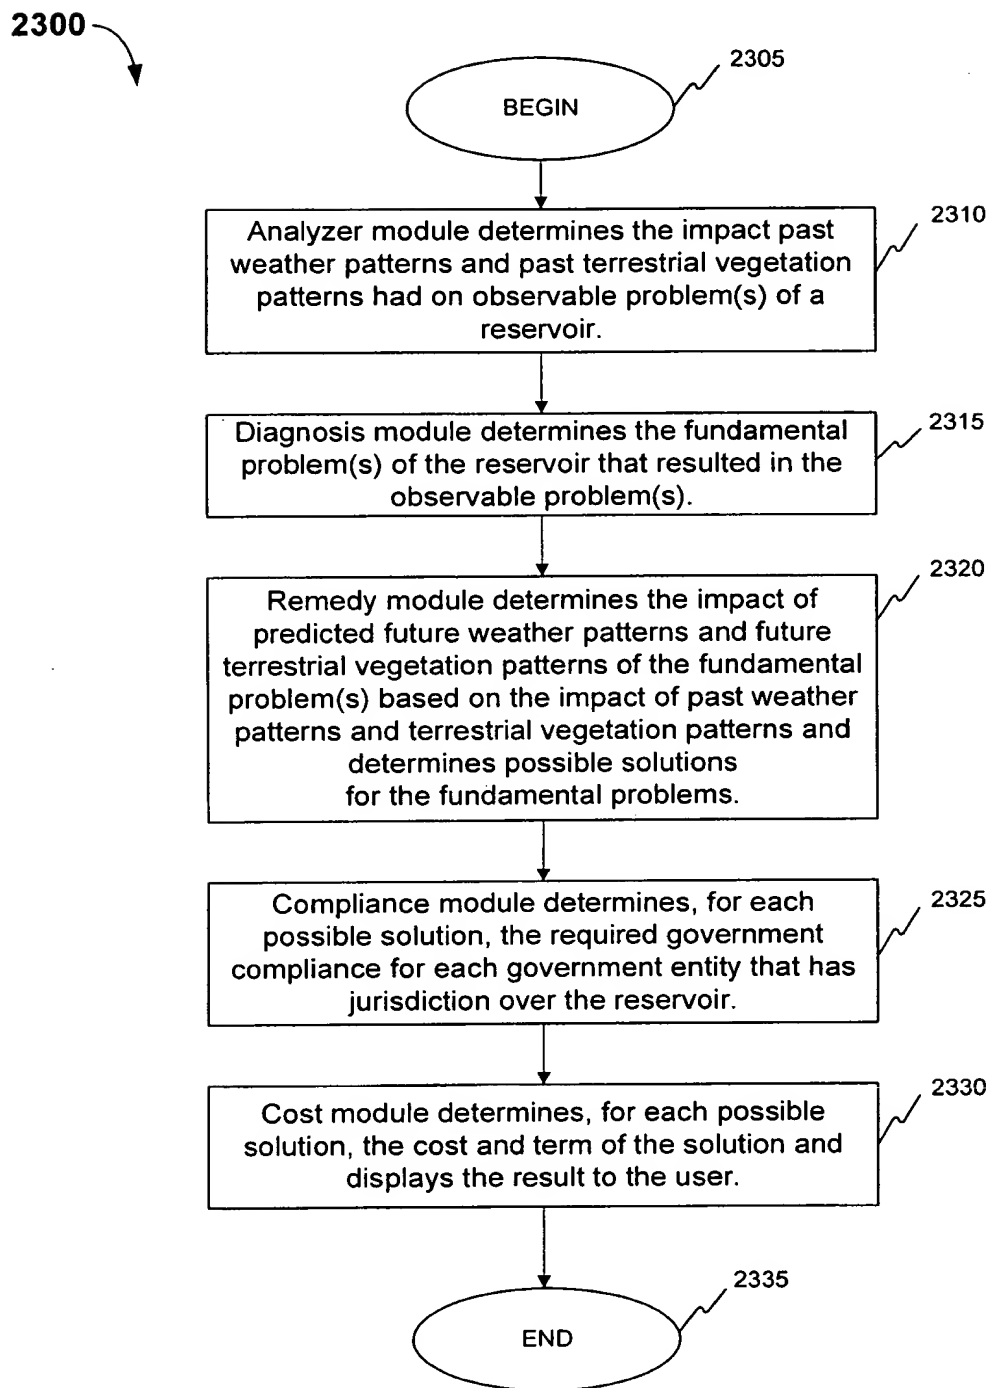 2300
2305
BEGIN
2310
Analyzer module determines the impact past
weather patterns and past terrestrial vegetation
patterns had on observable problem(s) of a
reservoir.
2315
Diagnosis module determines the fundamental
problem(s) of the reservoir that resulted in the
observable problem(s).
2320
Remedy module determines the impact of
predicted future weather patterns and future
terrestrial vegetation patterns of the fundamental
problem(s) based on the impact of past weather
patterns and terrestrial vegetation patterns and
determines possible solutions
for the fundamental problems.
2325
Compliance module determines, for each
possible solution, the required government
compliance for each government entity that has
jurisdiction over the reservoir.
2330
Cost module determines, for each possible
solution, the cost and term of the solution and
displays the result to the user.
2335
END